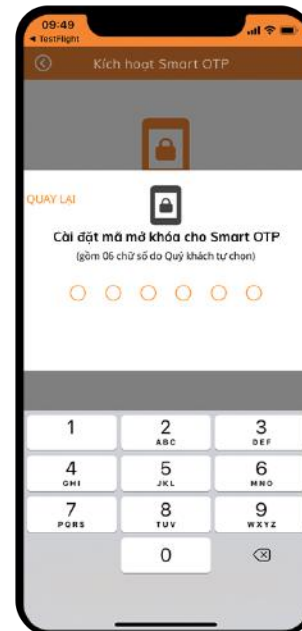 09:49
◀ TestFlight
Kích hoạt Smart OTP
QUAY LẠI
Cài đặt mã mở khóa cho Smart OTP
(gồm 06 chữ số do Quý khách tự chọn)
1 2 3
ABC DEF
4 5 6
GHI JKL MNO
7 8 9
PQRS TUV WXYZ
0